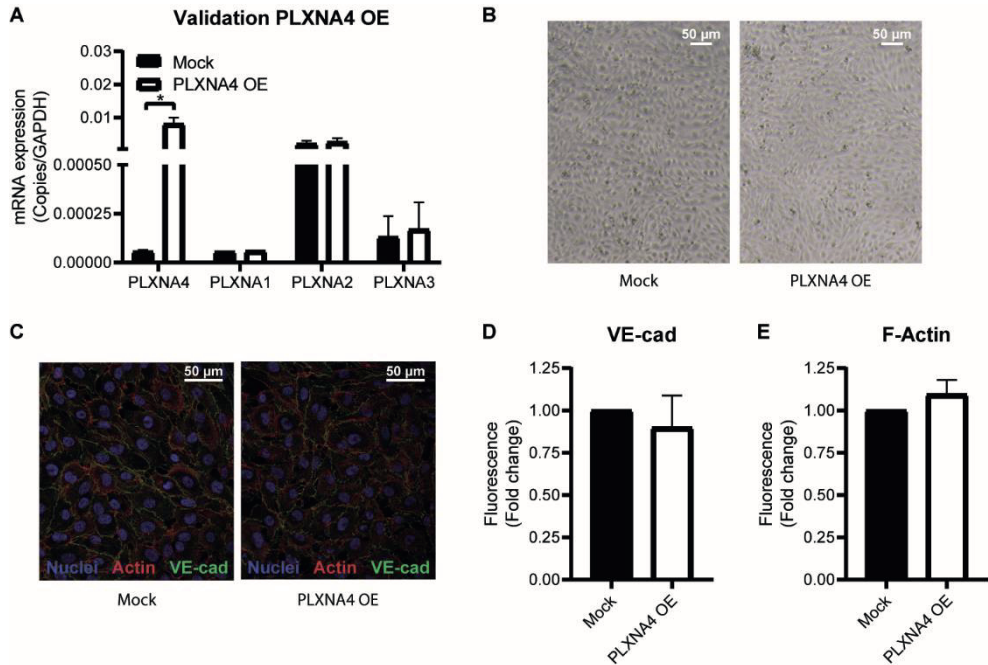 A
Validation PLXNA4 OE
mRNA expression
(Copies/GAPDH)
0.03
0.02
0.01
0.00050
0.00025
0.00000
Mock
PLXNA4 OE
*
PLXNA4
PLXNA1
PLXNA2
PLXNA3
B
50 µm
50 µm
Mock
PLXNA4 OE
C
50 µm
50 µm
Nuclei Actin VE-cad
Nuclei Actin VE-cad
Mock
PLXNA4 OE
D
VE-cad
Fluorescence
(Fold change)
1.25
1.00
0.75
0.50
0.25
0.00
Mock
PLXNA4 OE
E
F-Actin
Fluorescence
(Fold change)
1.25
1.00
0.75
0.50
0.25
0.00
Mock
PLXNA4 OE